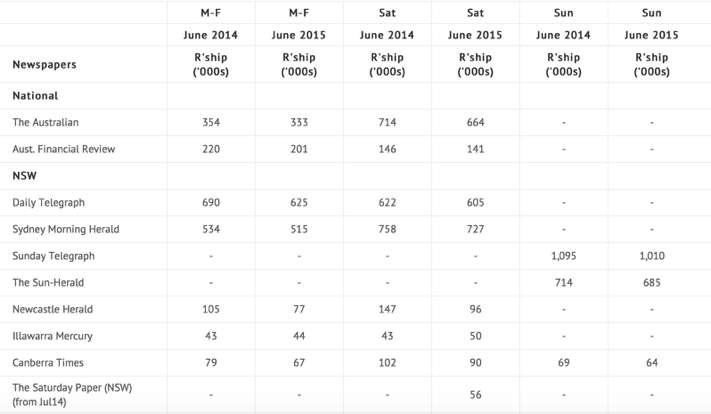 M-F M-F Sat Sat Sun Sun
June 2014 June 2015 June 2014 June 2015 June 2014 June 2015
Newspapers R'ship ('000s) R'ship ('000s) R'ship ('000s) R'ship ('000s) R'ship ('000s) R'ship ('000s)
National
The Australian 354 333 714 664 - -
Aust. Financial Review 220 201 146 141 - -
NSW
Daily Telegraph 690 625 622 605 - -
Sydney Morning Herald 534 515 758 727 - -
Sunday Telegraph - - - - 1,095 1,010
The Sun-Herald - - - - 714 685
Newcastle Herald 105 77 147 96 - -
Illawarra Mercury 43 44 43 50 - -
Canberra Times 79 67 102 90 69 64
The Saturday Paper (NSW)
(from Jul14) - - - 56 - -